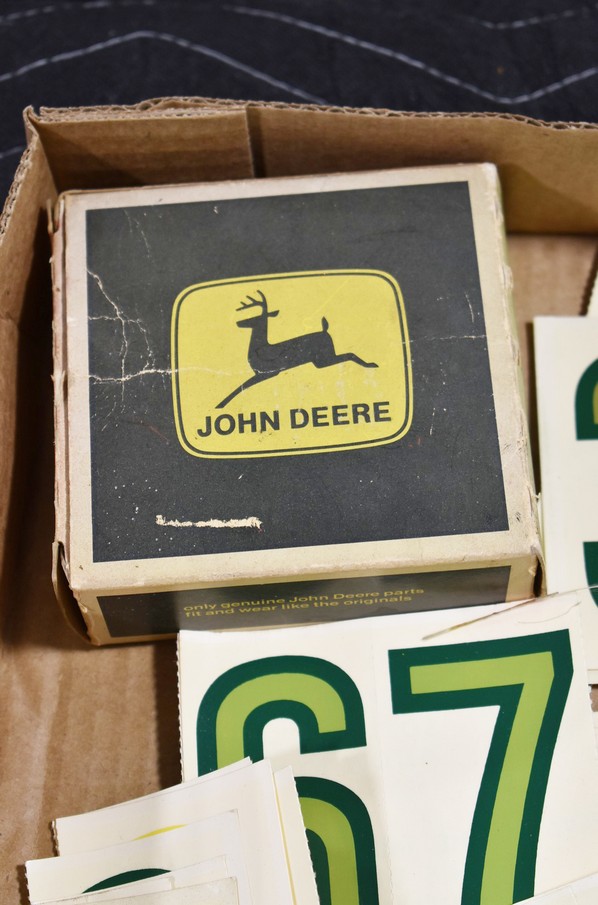 JOHN DEERE
only genuine John Deere parts
fit and wear like the originals
67